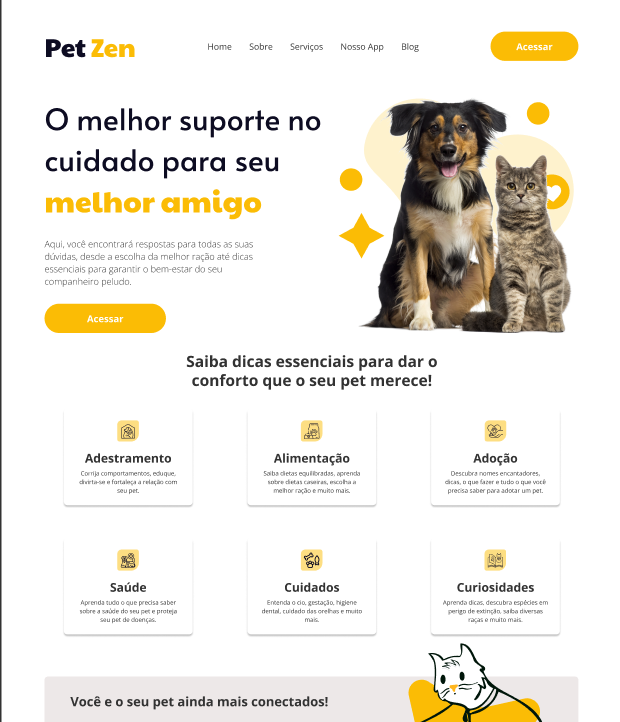 Pet Zen
Home Sobre Serviços Nosso App Blog
Acessar
O melhor suporte no
cuidado para seu
melhor amigo
Aqui, você encontrará respostas para todas as suas
dúvidas, desde a escolha da melhor ração até dicas
essenciais para garantir o bem-estar do seu
companheiro peludo.
Acessar
Saiba dicas essenciais para dar o
conforto que o seu pet merece!
Adestramento
Corrija comportamentos, eduque,
divirta-se e fortaleça a relação com
seu pet.
Alimentação
Saiba dietas equilibradas, aprenda
sobre dietas caseiras, escolha a
melhor ração e muito mais.
Adoção
Descubra nomes encantadores,
dicas, o que fazer e tudo o que você
precisa saber para adotar um pet.
Saúde
Aprenda tudo o que precisa saber
sobre a saúde do seu pet e proteja
seu pet de doenças.
Cuidados
Entenda o cio, gestação, higiene
dental, cuidado das orelhas e muito
mais.
Curiosidades
Aprenda dicas, descubra espécies em
perigo de extinção, saiba diversas
raças e muito mais.
Você e o seu pet ainda mais conectados!